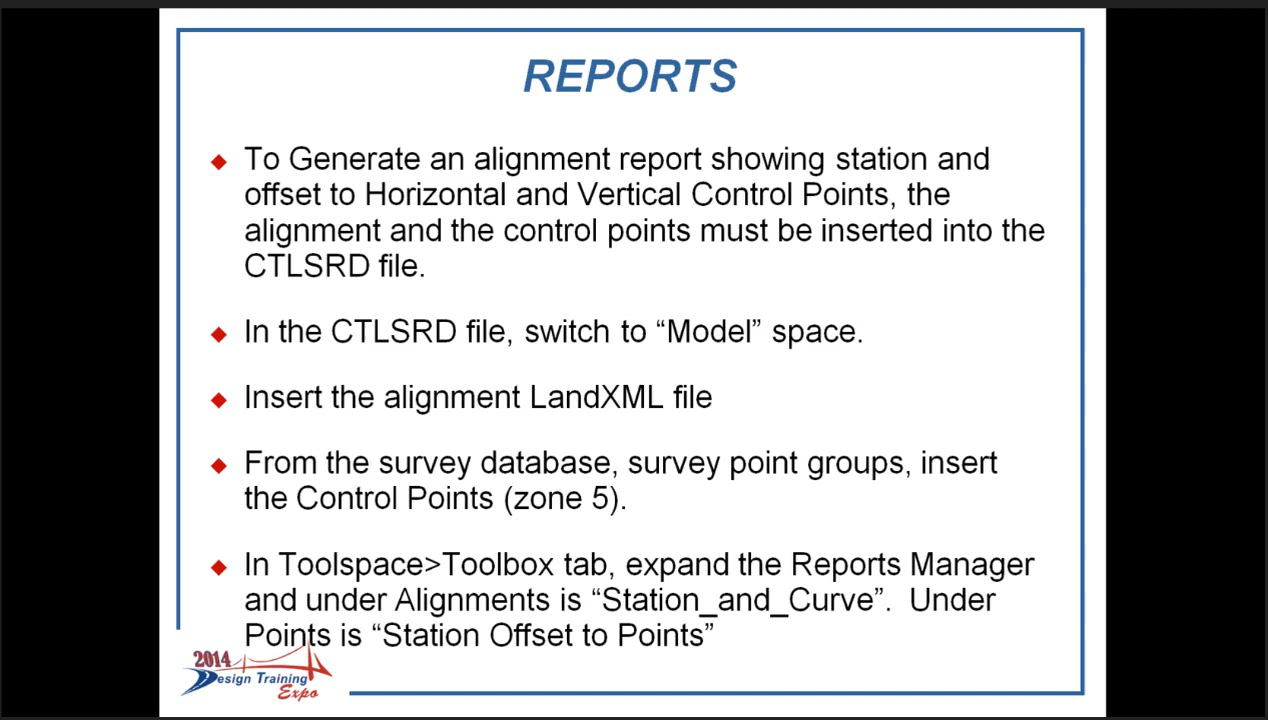 REPORTS
To Generate an alignment report showing station and
offset to Horizontal and Vertical Control Points, the
alignment and the control points must be inserted into the
CTLSRD file.
In the CTLSRD file, switch to “Model” space.
Insert the alignment LandXML file
From the survey database, survey point groups, insert
the Control Points (zone 5).
In Toolspace>Toolbox tab, expand the Reports Manager
and under Alignments is “Station_and_Curve”.  Under
Points is “Station Offset to Points”
2014
Design Training
Expo